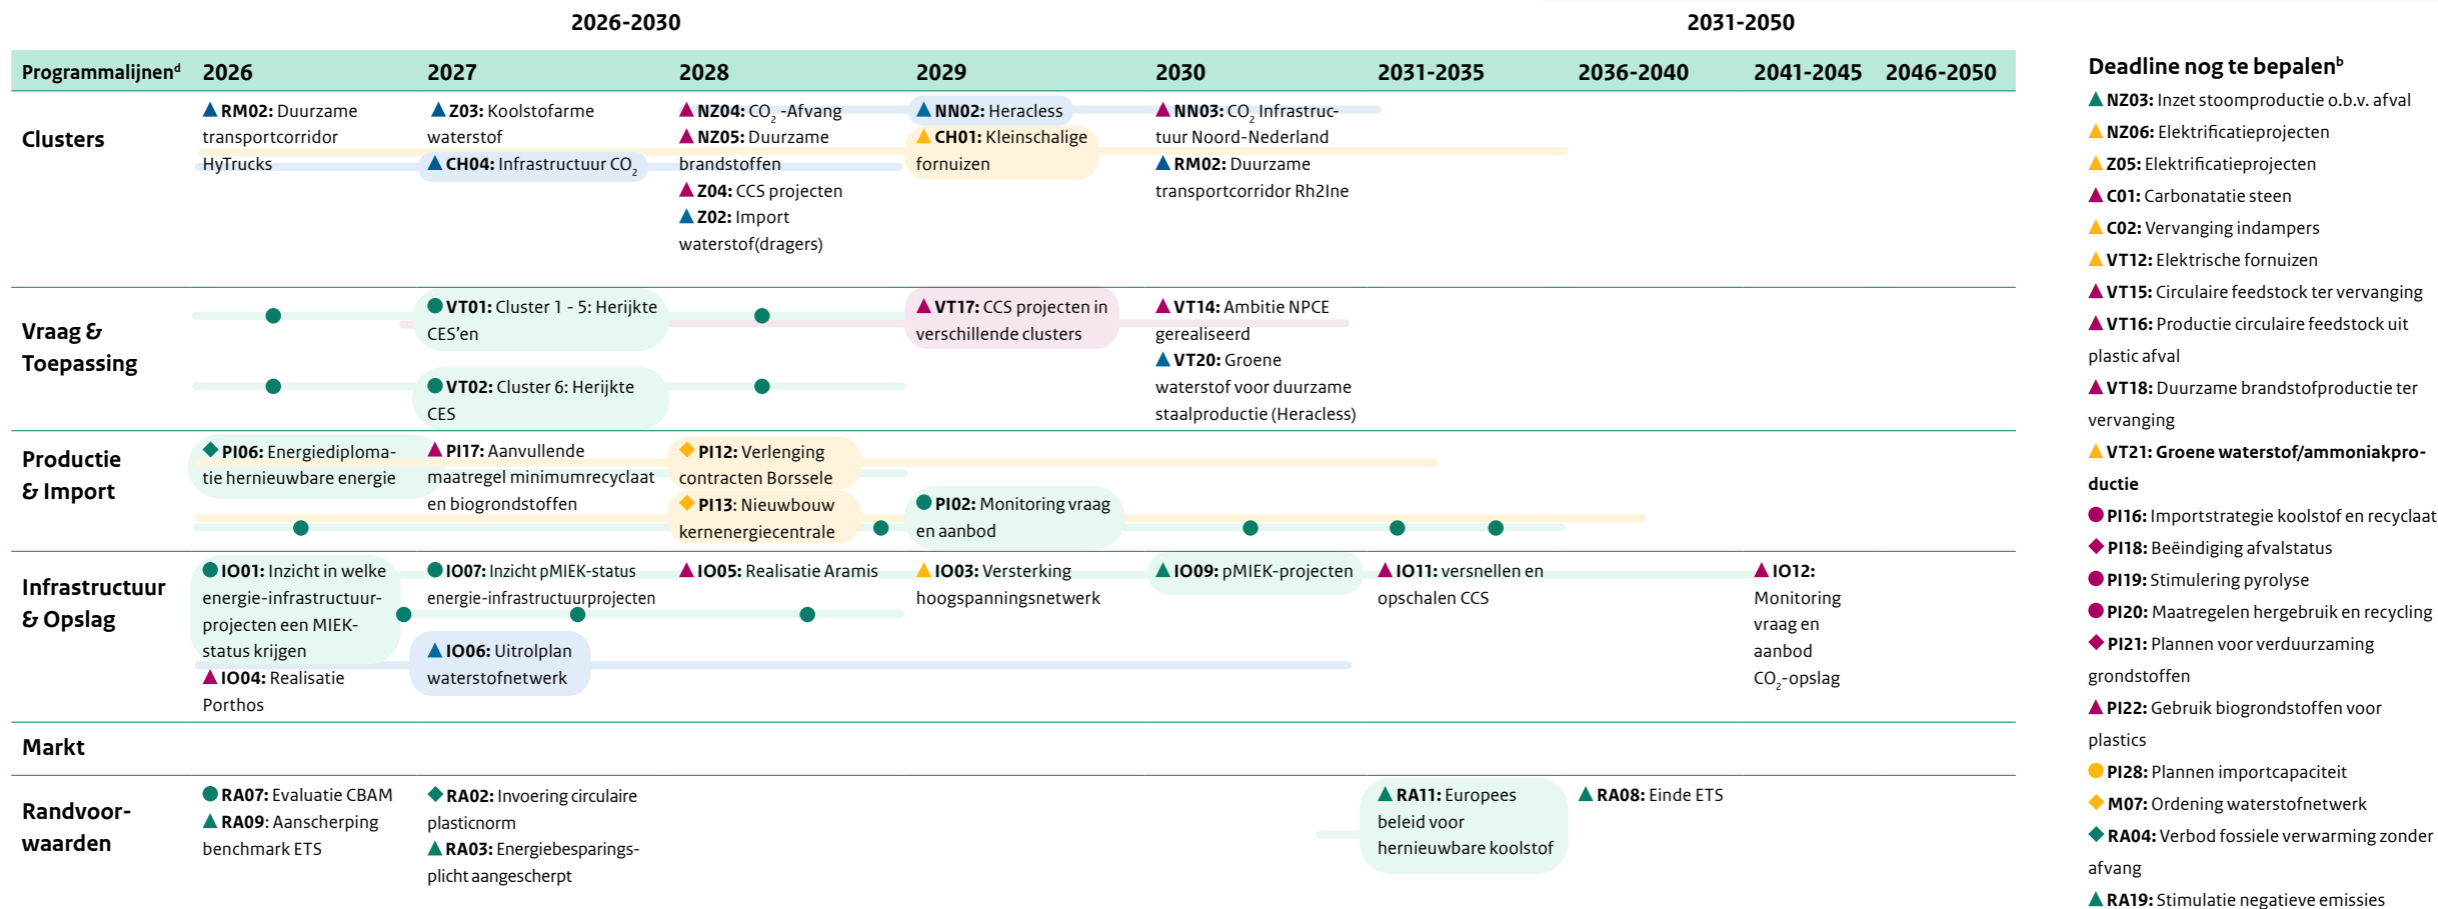 2026-2030
2031-2050
Programmalijnenᵈ
2026
2027
2028
2029
2030
2031-2035
2036-2040
2041-2045
2046-2050
Clusters
RM02: Duurzame
transportcorridor
HyTrucks
Z03: Koolstofarme
waterstof
CH04: Infrastructuur CO₂
NZ04: CO₂ -Afvang
NZ05: Duurzame
brandstoffen
Z04: CCS projecten
Z02: Import
waterstof(dragers)
NN02: Heracless
CH01: Kleinschalige
fornuizen
NN03: CO₂ Infrastruc-
tuur Noord-Nederland
RM02: Duurzame
transportcorridor Rh2Ine
Vraag &
Toepassing
VT01: Cluster 1 - 5: Herijkte
CES’en
VT02: Cluster 6: Herijkte
CES
VT17: CCS projecten in
verschillende clusters
VT14: Ambitie NPCE
gerealiseerd
VT20: Groene
waterstof voor duurzame
staalproductie (Heracless)
Productie
& Import
PI06: Energiediploma-
tie hernieuwbare energie
PI17: Aanvullende
maatregel minimumrecyclaat
en biogrondstoffen
PI12: Verlenging
contracten Borssele
PI13: Nieuwbouw
kernenergiecentrale
PI02: Monitoring vraag
en aanbod
Infrastructuur
& Opslag
IO01: Inzicht in welke
energie-infrastructuur-
projecten een MIEK-
status krijgen
IO04: Realisatie
Porthos
IO07: Inzicht pMIEK-status
energie-infrastructuurprojecten
IO06: Uitrolplan
waterstofnetwerk
IO05: Realisatie Aramis
IO03: Versterking
hoogspanningsnetwerk
IO09: pMIEK-projecten
IO11: versnellen en
opschalen CCS
IO12:
Monitoring
vraag en
aanbod
CO₂-opslag
Markt
Randvoor-
waarden
RA07: Evaluatie CBAM
RA09: Aanscherping
benchmark ETS
RA02: Invoering circulaire
plasticnorm
RA03: Energiebesparings-
plicht aangescherpt
RA11: Europees
beleid voor
hernieuwbare koolstof
RA08: Einde ETS
Deadline nog te bepalenᵇ
NZ03: Inzet stoomproductie o.b.v. afval
NZ06: Elektrificatieprojecten
Z05: Elektrificatieprojecten
C01: Carbonatatie steen
C02: Vervanging indampers
VT12: Elektrische fornuizen
VT15: Circulaire feedstock ter vervanging
VT16: Productie circulaire feedstock uit
plastic afval
VT18: Duurzame brandstofproductie ter
vervanging
VT21: Groene waterstof/ammoniakpro-
ductie
PI16: Importstrategie koolstof en recyclaat
PI18: Beëindiging afvalstatus
PI19: Stimulering pyrolyse
PI20: Maatregelen hergebruik en recycling
PI21: Plannen voor verduurzaming
grondstoffen
PI22: Gebruik biogrondstoffen voor
plastics
PI28: Plannen importcapaciteit
M07: Ordening waterstofnetwerk
RA04: Verbod fossiele verwarming zonder
afvang
RA19: Stimulatie negatieve emissies